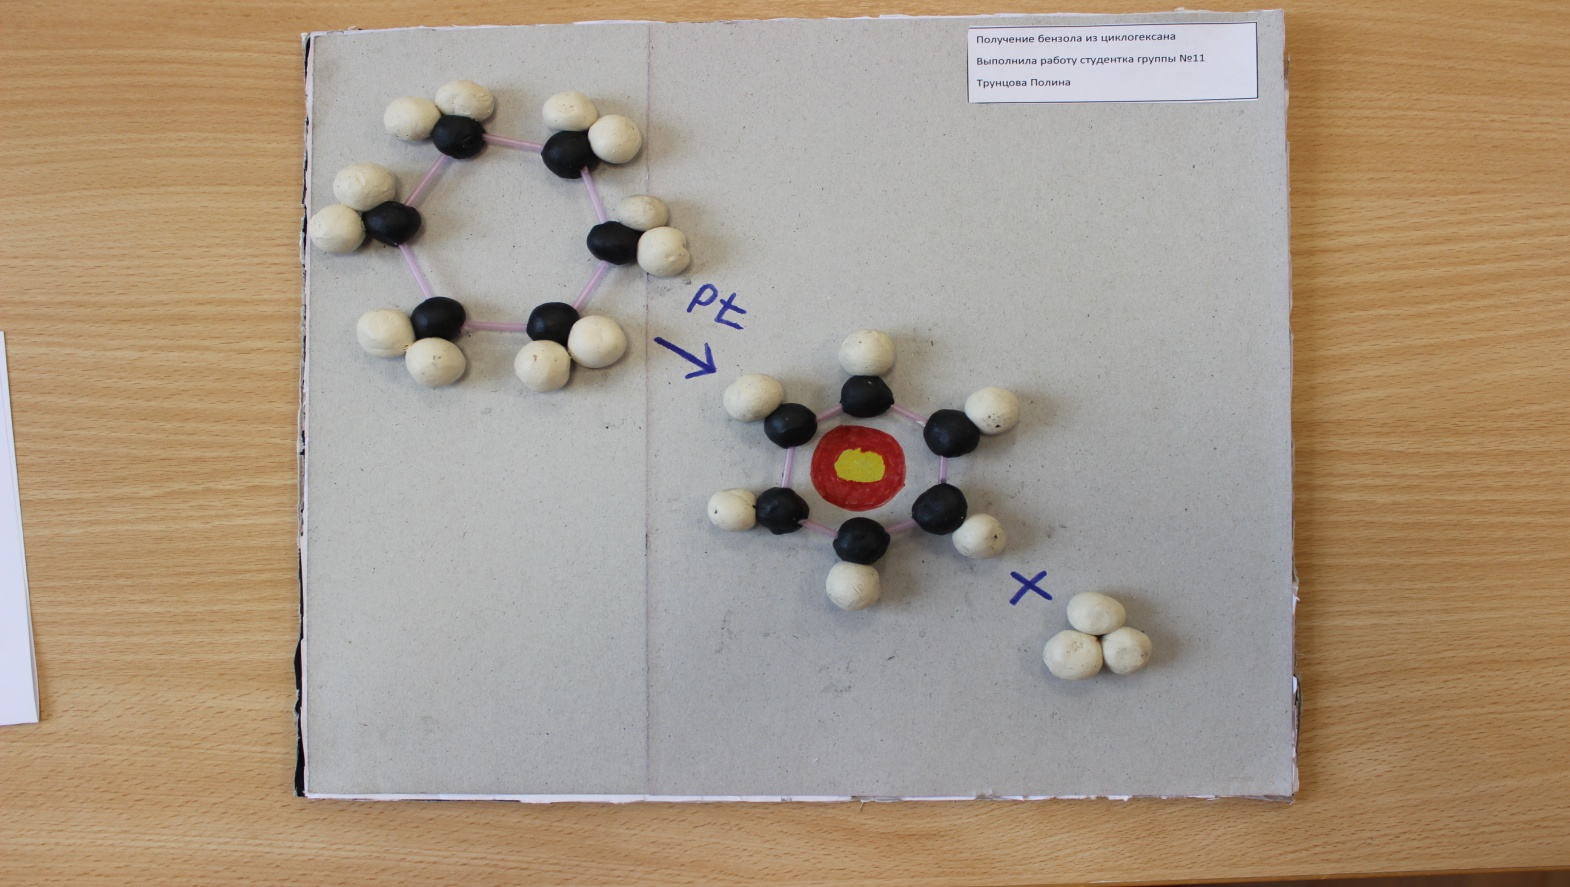 Получение бензола из циклогексана
Выполнила работу студентка группы №11
Трунцова Полина
Pt